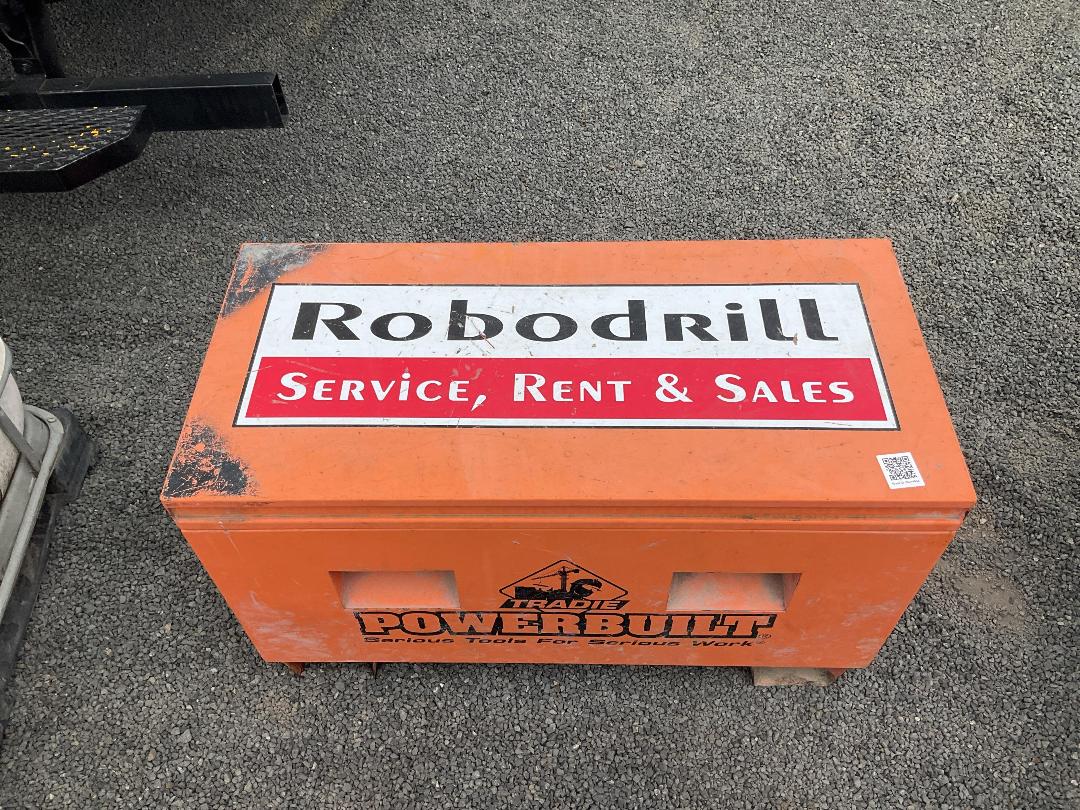 Robodrill
Service, Rent & Sales
TRADIE
POWERBUILT®
Serious Tools For Serious Work